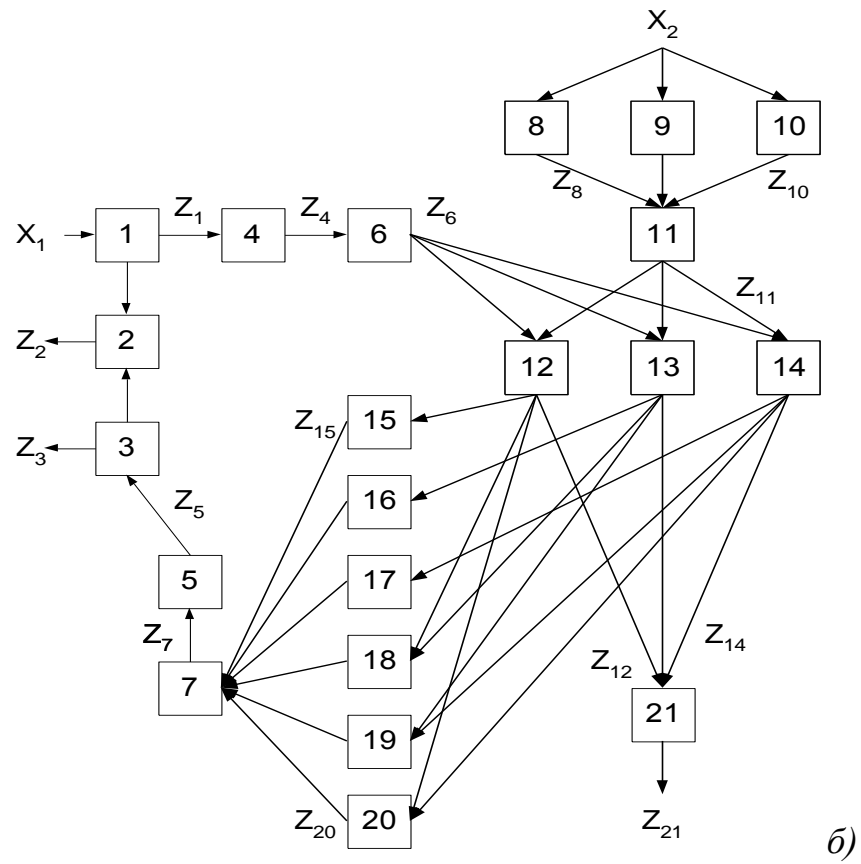 X₂
8 9 10
Z₈ Z₁₀
Z₁ Z₄ Z₆
X₁ 1 4 6 11
Z₁₁
Z₂ 2
12 13 14
Z₁₅ 15
Z₃ 3
16
Z₅
5 17
Z₇ 18 Z₁₂ Z₁₄
7
19 21
Z₂₀ 20 Z₂₁
б)